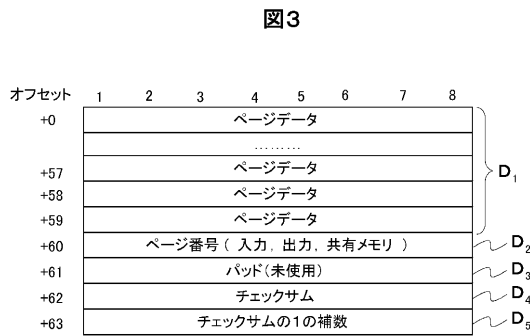 図3
オフセット 1 2 3 4 5 6 7 8
+0 ページデータ
………
+57 ページデータ D1
+58 ページデータ
+59 ページデータ
+60 ページ番号 ( 入力, 出力, 共有メモリ ) D2
+61 パッド(未使用) D3
+62 チェックサム D4
+63 チェックサムの1の補数 D5